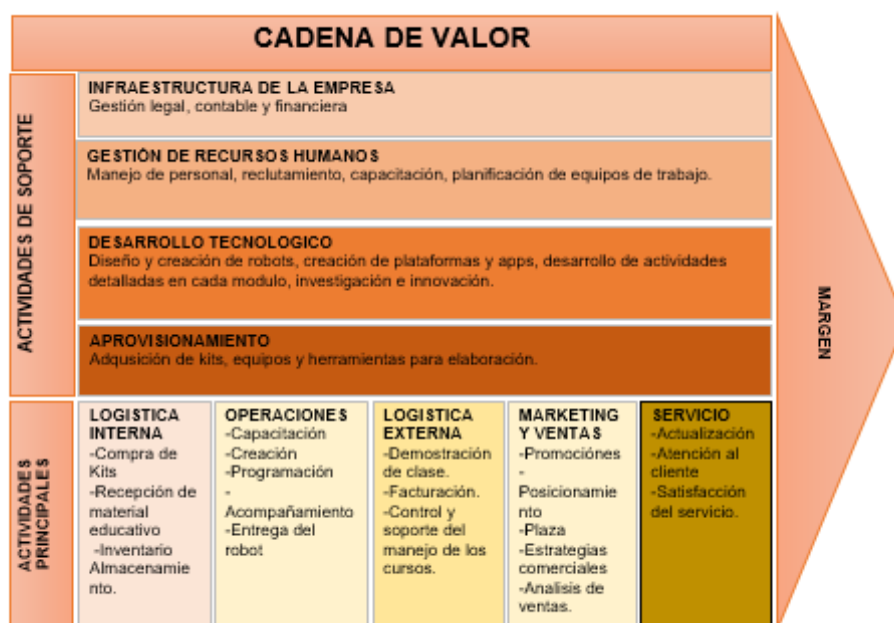 CADENA DE VALOR
ACTIVIDADES DE SOPORTE
INFRAESTRUCTURA DE LA EMPRESA
Gestión legal, contable y financiera
GESTIÓN DE RECURSOS HUMANOS
Manejo de personal, reclutamiento, capacitación, planificación de equipos de trabajo.
DESARROLLO TECNOLOGICO
Diseño y creación de robots, creación de plataformas y apps, desarrollo de actividades
detalladas en cada modulo, investigación e innovación.
APROVISIONAMIENTO
Adqusición de kits, equipos y herramientas para elaboración.
ACTIVIDADES
PRINCIPALES
LOGISTICA
INTERNA
-Compra de
Kits
-Recepción de
material
educativo
-Inventario
Almacenamie
nto.
OPERACIONES
-Capacitación
-Creación
-Programación
-
Acompañamiento
-Entrega del
robot
LOGISTICA
EXTERNA
-Demostración
de clase.
-Facturación.
-Control y
soporte del
manejo de los
cursos.
MARKETING
Y VENTAS
-Promociónes
-
Posicionamie
nto
-Plaza
-Estrategias
comerciales
-Analisis de
ventas.
SERVICIO
-Actualización
-Atención al
cliente
-Satisfacción
del servicio.
MARGEN